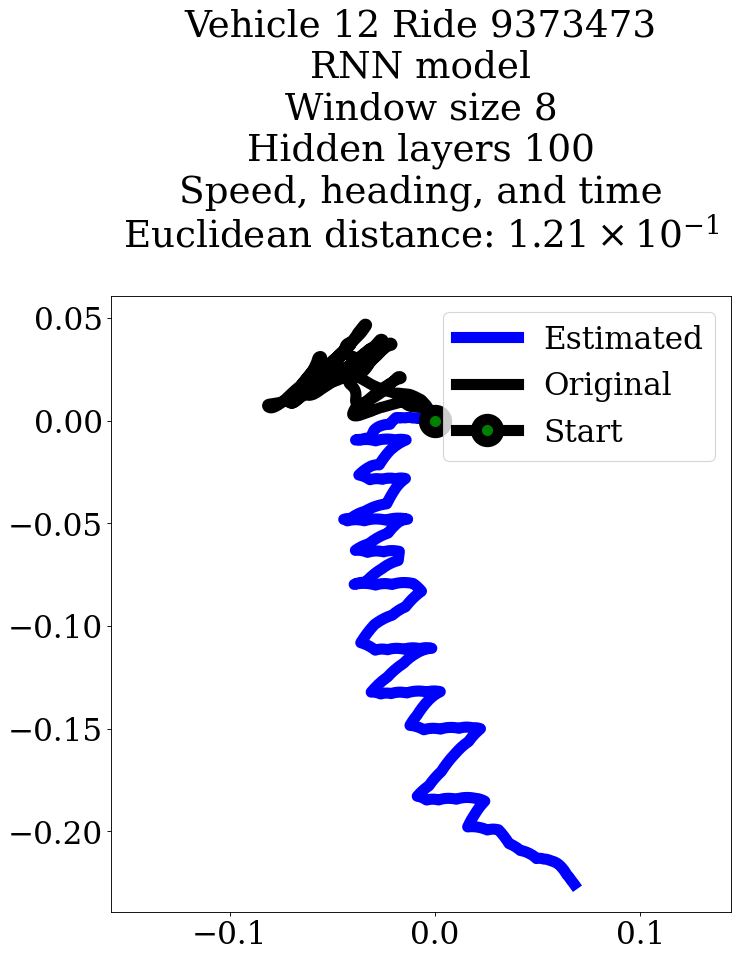 Vehicle 12 Ride 9373473
RNN model
Window size 8
Hidden layers 100
Speed, heading, and time
Euclidean distance: 1.21 × 10⁻¹
Estimated
Original
Start
0.05
0.00
−0.05
−0.10
−0.15
−0.20
−0.1 0.0 0.1